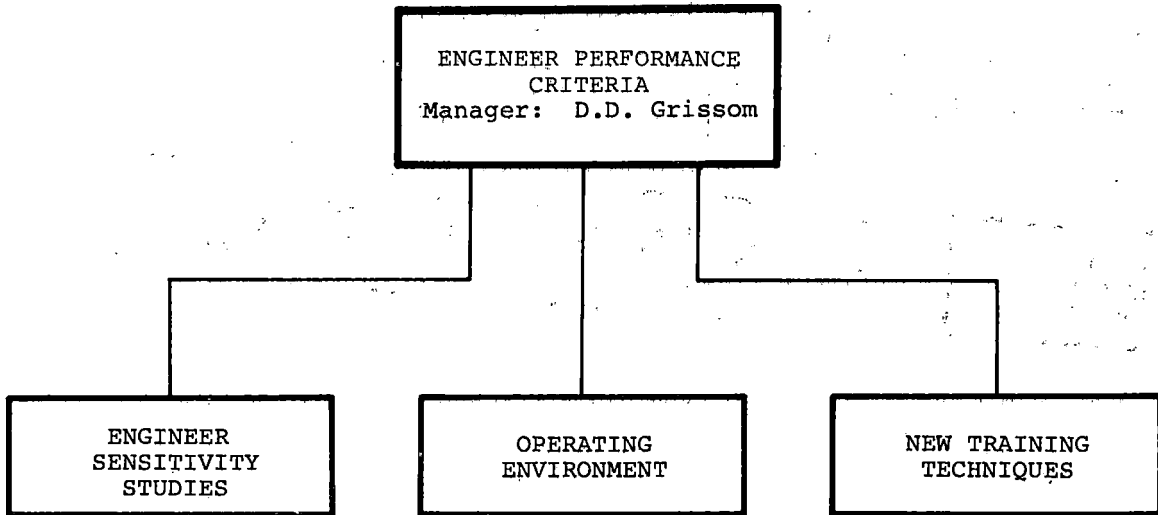 ENGINEER PERFORMANCE
CRITERIA
Manager: D.D. Grissom
ENGINEER
SENSITIVITY
STUDIES
OPERATING
ENVIRONMENT
NEW TRAINING
TECHNIQUES